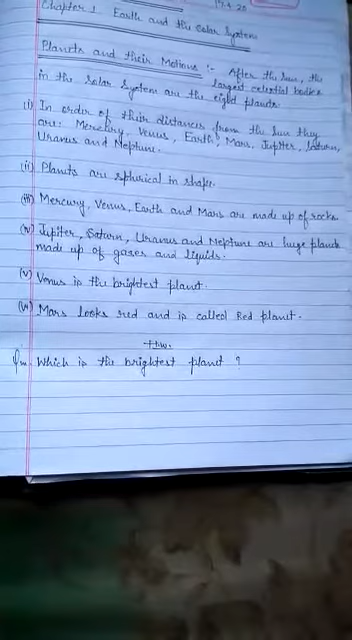 17.4.20
Chapter 1 Earth and the Solar System
Planets and their Motions :- After the sun, the
largest celestial bodies
in the solar system are the eight planets.
(i) In order of their distances from the sun they
are: Mercury, Venus, Earth, Mars, Jupiter, Saturn,
Uranus and Neptune.
(ii) Planets are spherical in shape.
(iii) Mercury, Venus, Earth and Mars are made up of rocks.
(iv) Jupiter, Saturn, Uranus and Neptune are huge planets
made up of gases and liquids.
(v) Venus is the brightest planet.
(vi) Mars looks red and is called Red planet.
H.w.
Which is the brightest planet ?